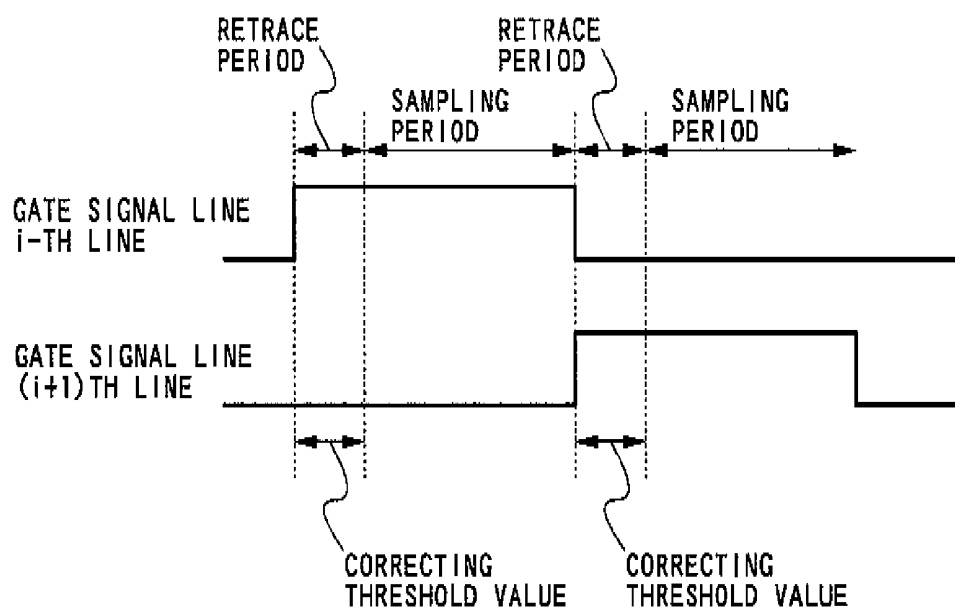 RETRACE
PERIOD
SAMPLING
PERIOD
RETRACE
PERIOD
SAMPLING
PERIOD
GATE SIGNAL LINE
i-TH LINE
GATE SIGNAL LINE
(i+1)TH LINE
CORRECTING
THRESHOLD VALUE
CORRECTING
THRESHOLD VALUE